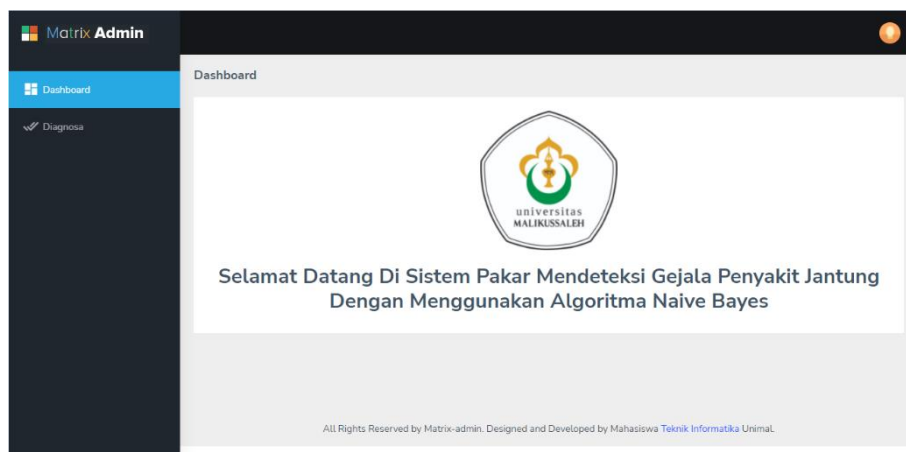 Matrix Admin
Dashboard
Diagnosa
Dashboard
universitas
MALIKUSSALEH
Selamat Datang Di Sistem Pakar Mendeteksi Gejala Penyakit Jantung
Dengan Menggunakan Algoritma Naive Bayes
All Rights Reserved by Matrix-admin. Designed and Developed by Mahasiswa Teknik Informatika Unimal.